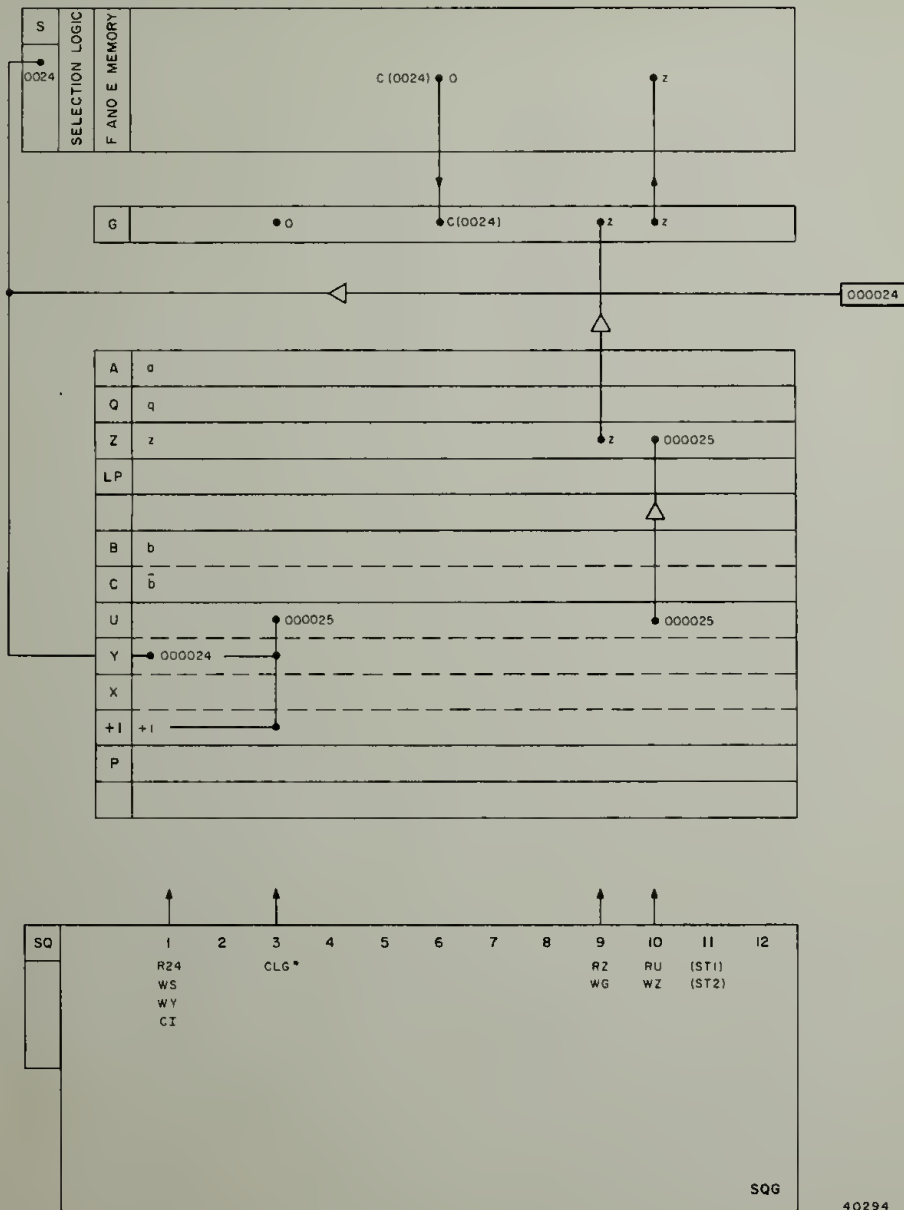 S
SELECTION LOGIC
F AND E MEMORY
0024
C (0024) 0
z
G
0
C(0024)
z
z
000024
A a
Q q
Z z
z
000025
LP
B b
C b̄
U
000025
000025
Y
000024
X
+1 +1
P
SQ
1 2 3 4 5 6 7 8 9 10 11 12
R24 CLG* RZ RU (ST1)
WS WG WZ (ST2)
WY
CI
SQG
40294